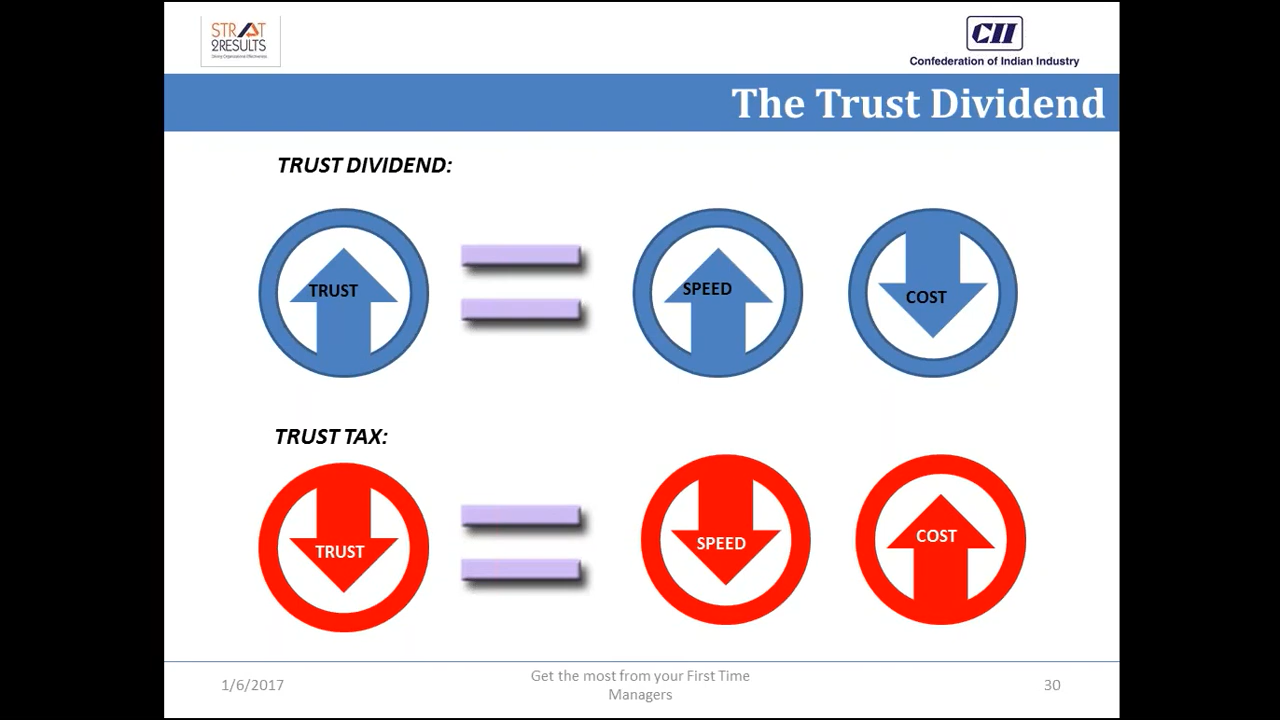 STRAT
2RESULTS
Driving Organisational Effectiveness
CII
Confederation of Indian Industry
The Trust Dividend
TRUST DIVIDEND:
TRUST
SPEED
COST
TRUST TAX:
TRUST
SPEED
COST
1/6/2017
Get the most from your First Time
Managers
30